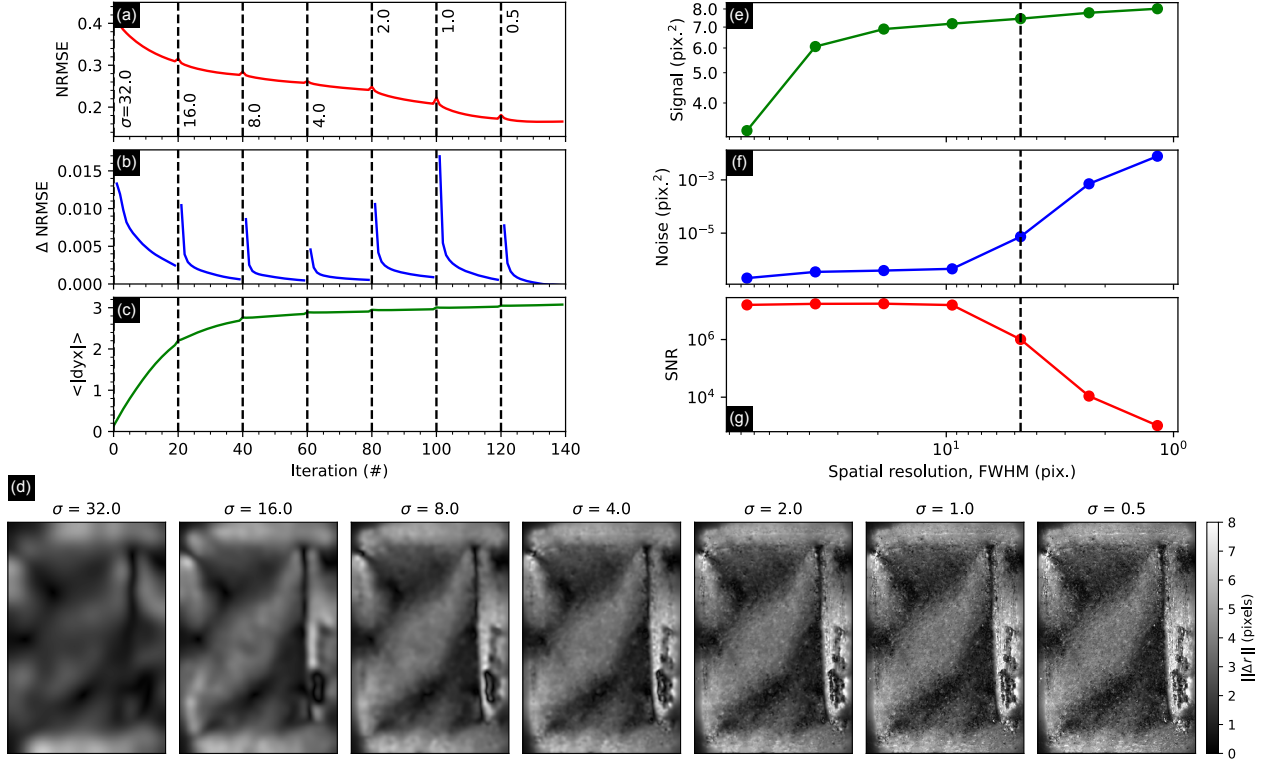 (a)
NRMSE
0.4
0.3
0.2
σ=32.0
16.0
8.0
4.0
2.0
1.0
0.5
(b)
Δ NRMSE
0.015
0.010
0.005
0.000
(c)
<|dyx|>
3
2
1
0
0 20 40 60 80 100 120 140
Iteration (#)
(e)
Signal (pix.²)
8.0
7.0
6.0
5.0
4.0
(f)
Noise (pix.²)
10⁻³
10⁻⁵
(g)
SNR
10⁶
10⁴
10¹ 10⁰
Spatial resolution, FWHM (pix.)
(d)
σ = 32.0 σ = 16.0 σ = 8.0 σ = 4.0 σ = 2.0 σ = 1.0 σ = 0.5
8
7
6
5
4
3
2
1
0
||Δr|| (pixels)